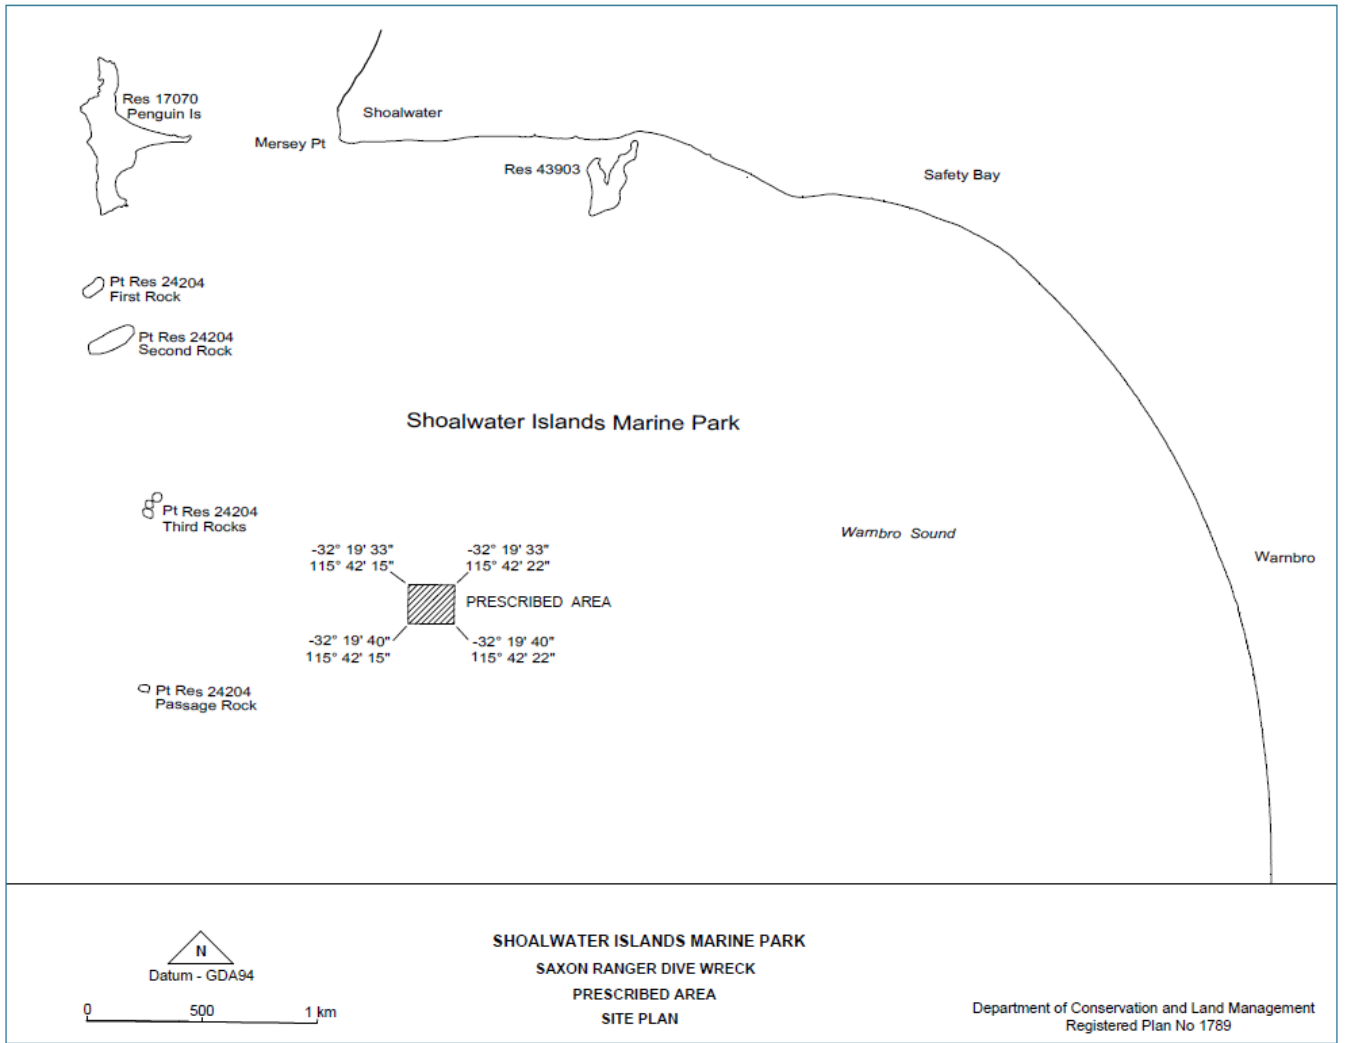 Res 17070
Penguin Is
Shoalwater
Mersey Pt
Res 43903
Safety Bay
Pt Res 24204
First Rock
Pt Res 24204
Second Rock
Shoalwater Islands Marine Park
Pt Res 24204
Third Rocks
Warnbro Sound
Warnbro
-32° 19' 33"
115° 42' 15"
-32° 19' 33"
115° 42' 22"
PRESCRIBED AREA
-32° 19' 40"
115° 42' 15"
-32° 19' 40"
115° 42' 22"
Pt Res 24204
Passage Rock
N
Datum - GDA94
0 500 1 km
SHOALWATER ISLANDS MARINE PARK
SAXON RANGER DIVE WRECK
PRESCRIBED AREA
SITE PLAN
Department of Conservation and Land Management
Registered Plan No 1789